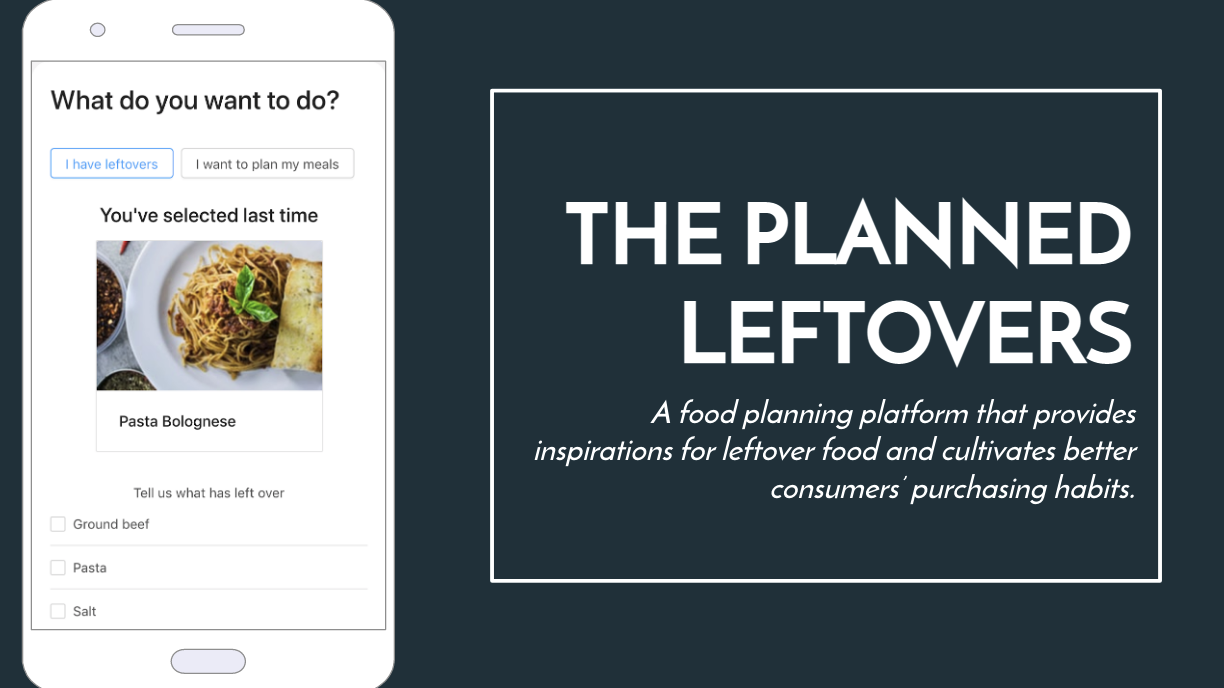 What do you want to do?
I have leftovers
I want to plan my meals
You've selected last time
Pasta Bolognese
Tell us what has left over
Ground beef
Pasta
Salt
THE PLANNED
LEFTOVERS
A food planning platform that provides
inspirations for leftover food and cultivates better
consumers’ purchasing habits.